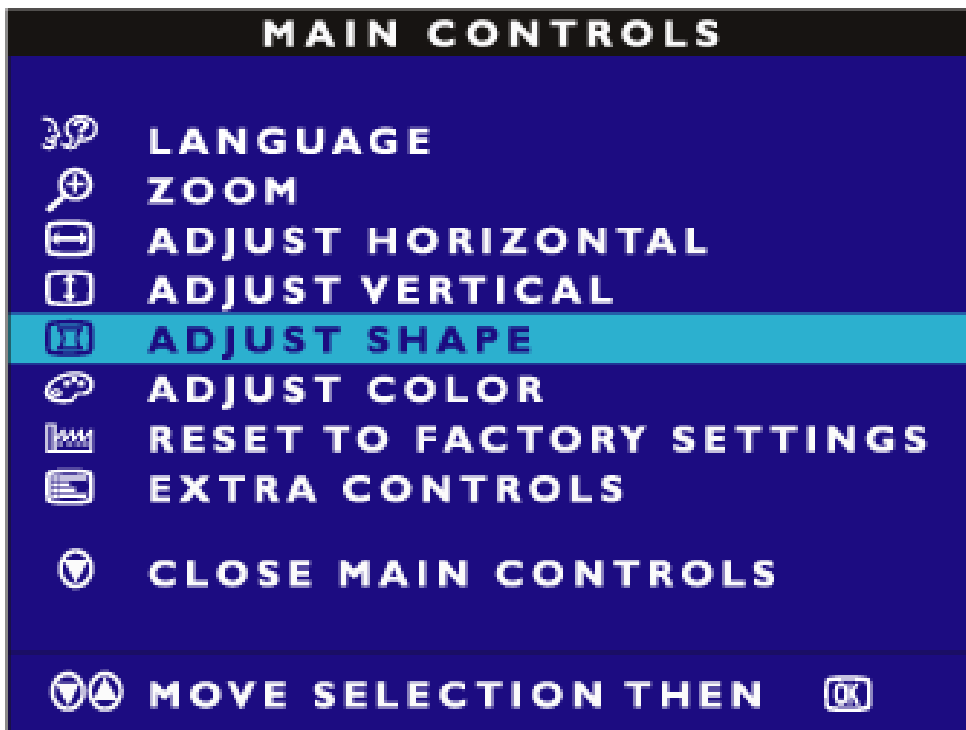 MAIN CONTROLS
LANGUAGE
ZOOM
ADJUST HORIZONTAL
ADJUST VERTICAL
ADJUST SHAPE
ADJUST COLOR
RESET TO FACTORY SETTINGS
EXTRA CONTROLS
CLOSE MAIN CONTROLS
MOVE SELECTION THEN OK